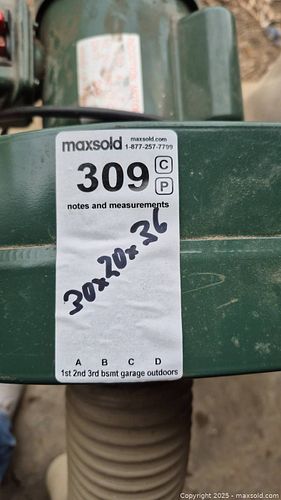 maxsold maxsold.com
1-877-257-7799
309 C
P
notes and measurements
30x20x36
A B C D
1st 2nd 3rd bsmt garage outdoors
Copyright © 2025 - maxsold.com